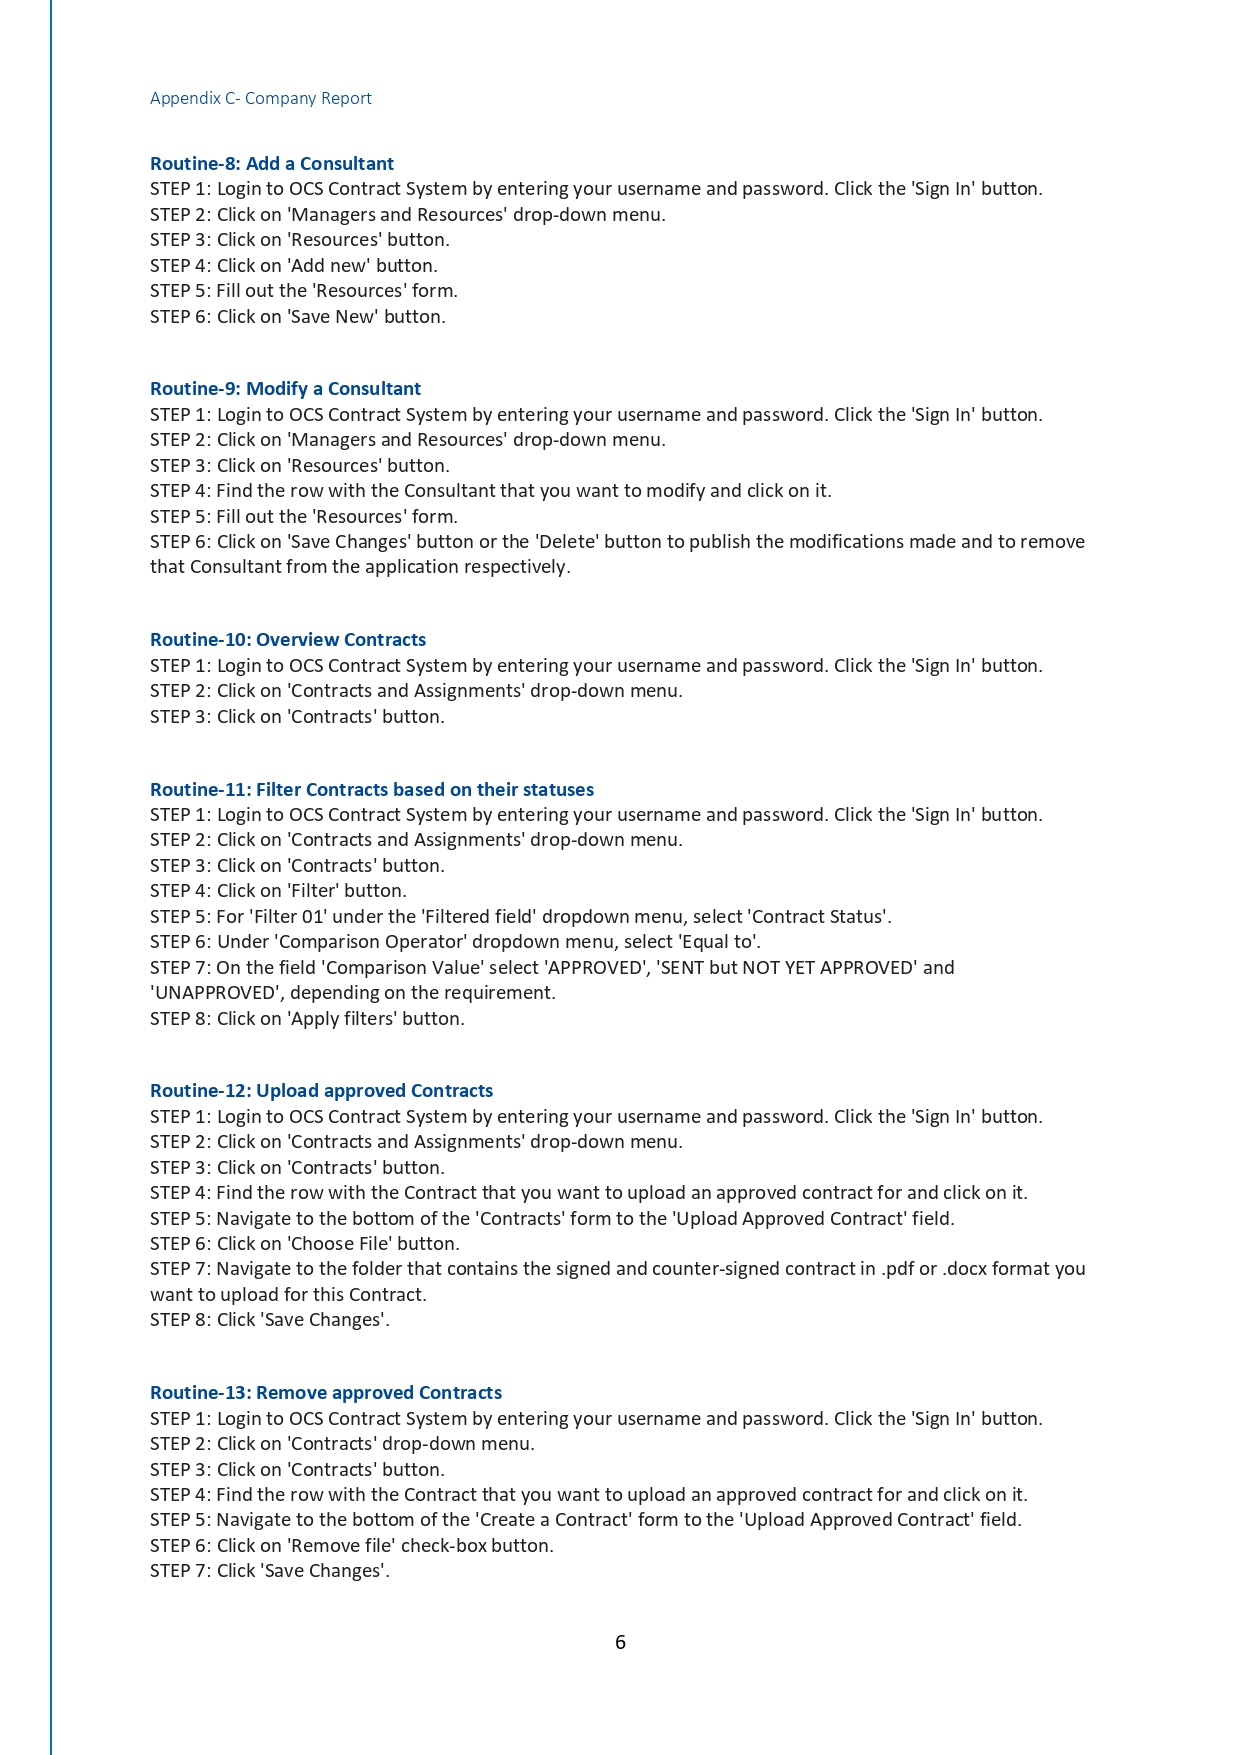 Appendix C- Company Report
Routine-8: Add a Consultant
STEP 1: Login to OCS Contract System by entering your username and password. Click the 'Sign In' button.
STEP 2: Click on 'Managers and Resources' drop-down menu.
STEP 3: Click on 'Resources' button.
STEP 4: Click on 'Add new' button.
STEP 5: Fill out the 'Resources' form.
STEP 6: Click on 'Save New' button.
Routine-9: Modify a Consultant
STEP 1: Login to OCS Contract System by entering your username and password. Click the 'Sign In' button.
STEP 2: Click on 'Managers and Resources' drop-down menu.
STEP 3: Click on 'Resources' button.
STEP 4: Find the row with the Consultant that you want to modify and click on it.
STEP 5: Fill out the 'Resources' form.
STEP 6: Click on 'Save Changes' button or the 'Delete' button to publish the modifications made and to remove
that Consultant from the application respectively.
Routine-10: Overview Contracts
STEP 1: Login to OCS Contract System by entering your username and password. Click the 'Sign In' button.
STEP 2: Click on 'Contracts and Assignments' drop-down menu.
STEP 3: Click on 'Contracts' button.
Routine-11: Filter Contracts based on their statuses
STEP 1: Login to OCS Contract System by entering your username and password. Click the 'Sign In' button.
STEP 2: Click on 'Contracts and Assignments' drop-down menu.
STEP 3: Click on 'Contracts' button.
STEP 4: Click on 'Filter' button.
STEP 5: For 'Filter 01' under the 'Filtered field' dropdown menu, select 'Contract Status'.
STEP 6: Under 'Comparison Operator' dropdown menu, select 'Equal to'.
STEP 7: On the field 'Comparison Value' select 'APPROVED', 'SENT but NOT YET APPROVED' and
'UNAPPROVED', depending on the requirement.
STEP 8: Click on 'Apply filters' button.
Routine-12: Upload approved Contracts
STEP 1: Login to OCS Contract System by entering your username and password. Click the 'Sign In' button.
STEP 2: Click on 'Contracts and Assignments' drop-down menu.
STEP 3: Click on 'Contracts' button.
STEP 4: Find the row with the Contract that you want to upload an approved contract for and click on it.
STEP 5: Navigate to the bottom of the 'Contracts' form to the 'Upload Approved Contract' field.
STEP 6: Click on 'Choose File' button.
STEP 7: Navigate to the folder that contains the signed and counter-signed contract in .pdf or .docx format you
want to upload for this Contract.
STEP 8: Click 'Save Changes'.
Routine-13: Remove approved Contracts
STEP 1: Login to OCS Contract System by entering your username and password. Click the 'Sign In' button.
STEP 2: Click on 'Contracts' drop-down menu.
STEP 3: Click on 'Contracts' button.
STEP 4: Find the row with the Contract that you want to upload an approved contract for and click on it.
STEP 5: Navigate to the bottom of the 'Create a Contract' form to the 'Upload Approved Contract' field.
STEP 6: Click on 'Remove file' check-box button.
STEP 7: Click 'Save Changes'.
6